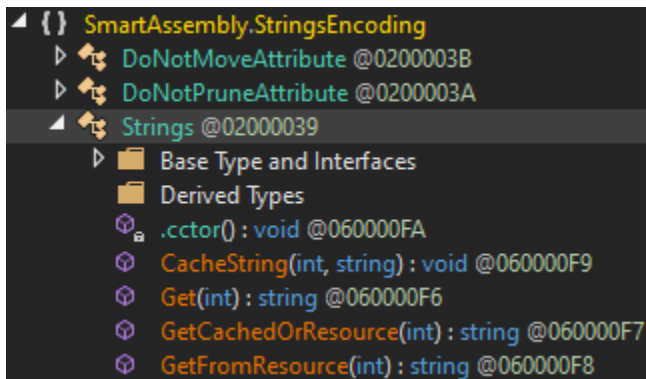 { } SmartAssembly.StringsEncoding
DoNotMoveAttribute @0200003B
DoNotPruneAttribute @0200003A
Strings @02000039
Base Type and Interfaces
Derived Types
.cctor() : void @060000FA
CacheString(int, string) : void @060000F9
Get(int) : string @060000F6
GetCachedOrResource(int) : string @060000F7
GetFromResource(int) : string @060000F8